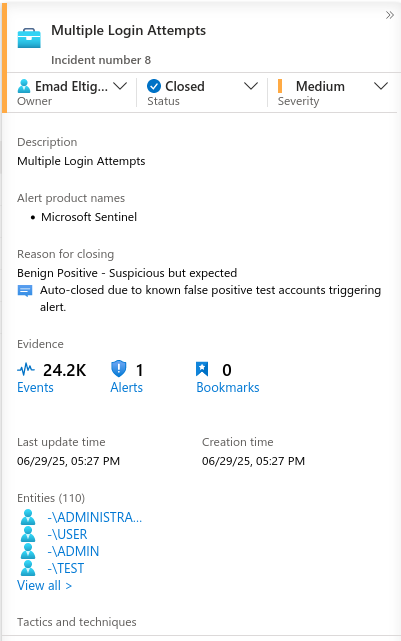 Multiple Login Attempts
Incident number 8
Emad Eltig...
Owner
Closed
Status
Medium
Severity
Description
Multiple Login Attempts
Alert product names
• Microsoft Sentinel
Reason for closing
Benign Positive - Suspicious but expected
Auto-closed due to known false positive test accounts triggering
alert.
Evidence
24.2K
Events
1
Alerts
0
Bookmarks
Last update time
06/29/25, 05:27 PM
Creation time
06/29/25, 05:27 PM
Entities (110)
-\ADMINISTRA...
-\USER
-\ADMIN
-\TEST
View all >
Tactics and techniques